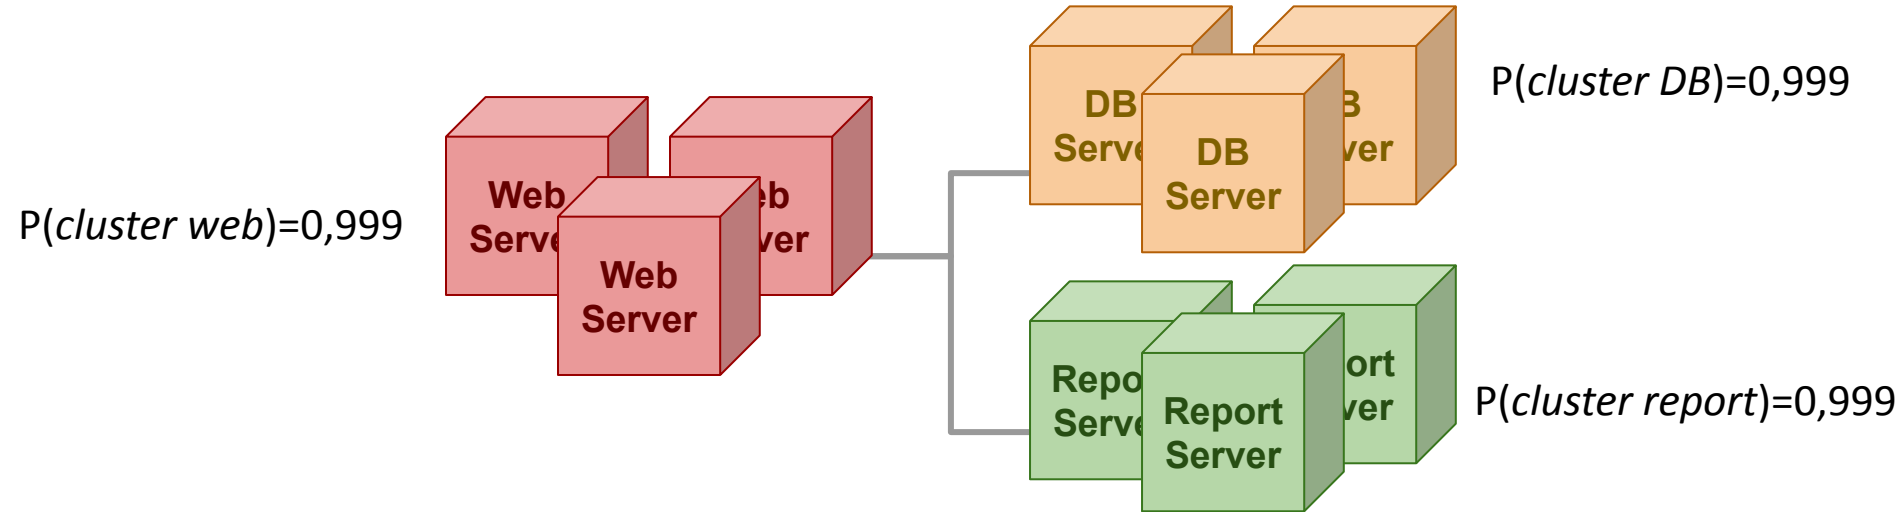 P(cluster web)=0,999
Web
Server
DB
Server
P(cluster DB)=0,999
Report
Server
P(cluster report)=0,999